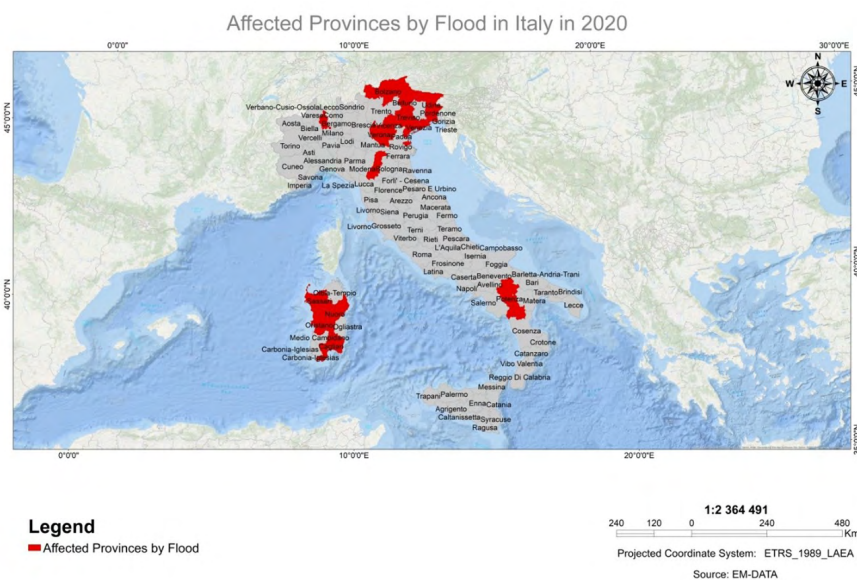 Affected Provinces by Flood in Italy in 2020
0°0'0" 10°0'0"E 20°0'0"E 30°0'0"E
N
W E
S
45°0'0"N
Verbano-Cusio-Ossola Lecco Sondrio
Varese Como
Aosta Bergamo Brescia
Biella Milano
Vercelli Lodi
Torino Pavia Mantua
Asti
Alessandria Parma
Cuneo Genova Modena Bologna Ravenna
Savona
Imperia La Spezia Lucca
Bolzano
Trento Belluno Udine
Pordenone
Treviso Gorizia
Trieste
Padua
Rovigo
Ferrara
Forli' - Cesena
Florence Pesaro E Urbino
Pisa Arezzo Ancona
Macerata
Livorno Siena Perugia Fermo
Livorno Grosseto Terni Teramo
Viterbo Rieti Pescara
L'Aquila Chieti Campobasso
Roma Isernia
Frosinone Foggia
Latina
Caserta Benevento Barletta-Andria-Trani
Avellino Bari
Napoli Taranto Brindisi
Salerno Potenza Matera Lecce
Cosenza
Crotone
Catanzaro
Vibo Valentia
Reggio Di Calabria
Messina
Trapani Palermo
Enna Catania
Agrigento
Caltanissetta Syracuse
Ragusa
40°0'0"N
Olbia-Tempio
Sassari
Nuoro
Oristano Ogliastra
Medio Campidano
Carbonia-Iglesias
Carbonia-Iglesias
0°0'0" 10°0'0"E 20°0'0"E
Legend
Affected Provinces by Flood
1:2 364 491
240 120 0 240 480
Km
Projected Coordinate System: ETRS_1989_LAEA
Source: EM-DATA